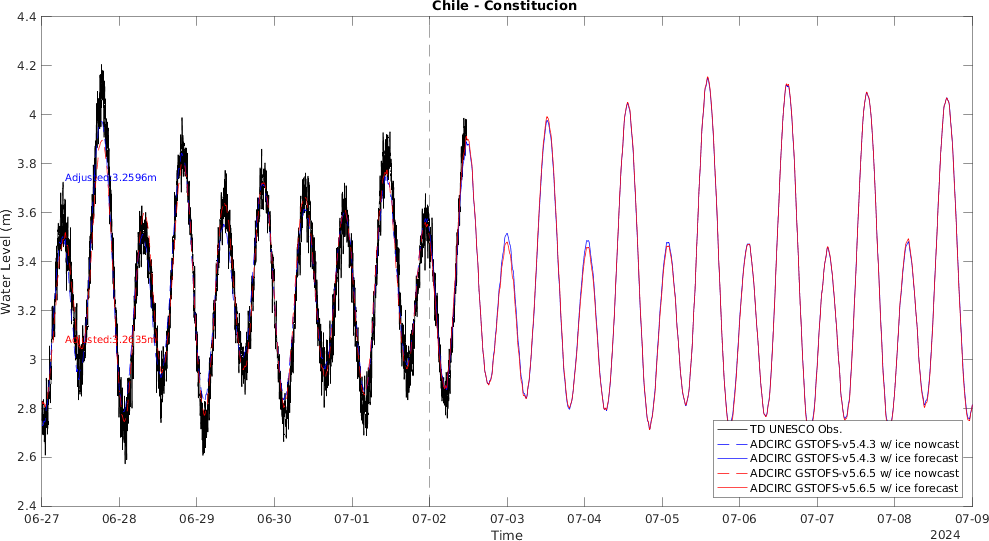 Chile - Constitucion
4.4
4.2
4
3.8
3.6
3.4
3.2
3
2.8
2.6
2.4
Water Level (m)
Adjusted:3.2596m
Adjusted:3.2635m
TD UNESCO Obs.
ADCIRC GSTOFS-v5.4.3 w/ ice nowcast
ADCIRC GSTOFS-v5.4.3 w/ ice forecast
ADCIRC GSTOFS-v5.6.5 w/ ice nowcast
ADCIRC GSTOFS-v5.6.5 w/ ice forecast
06-27 06-28 06-29 06-30 07-01 07-02 07-03 07-04 07-05 07-06 07-07 07-08 07-09
Time
2024